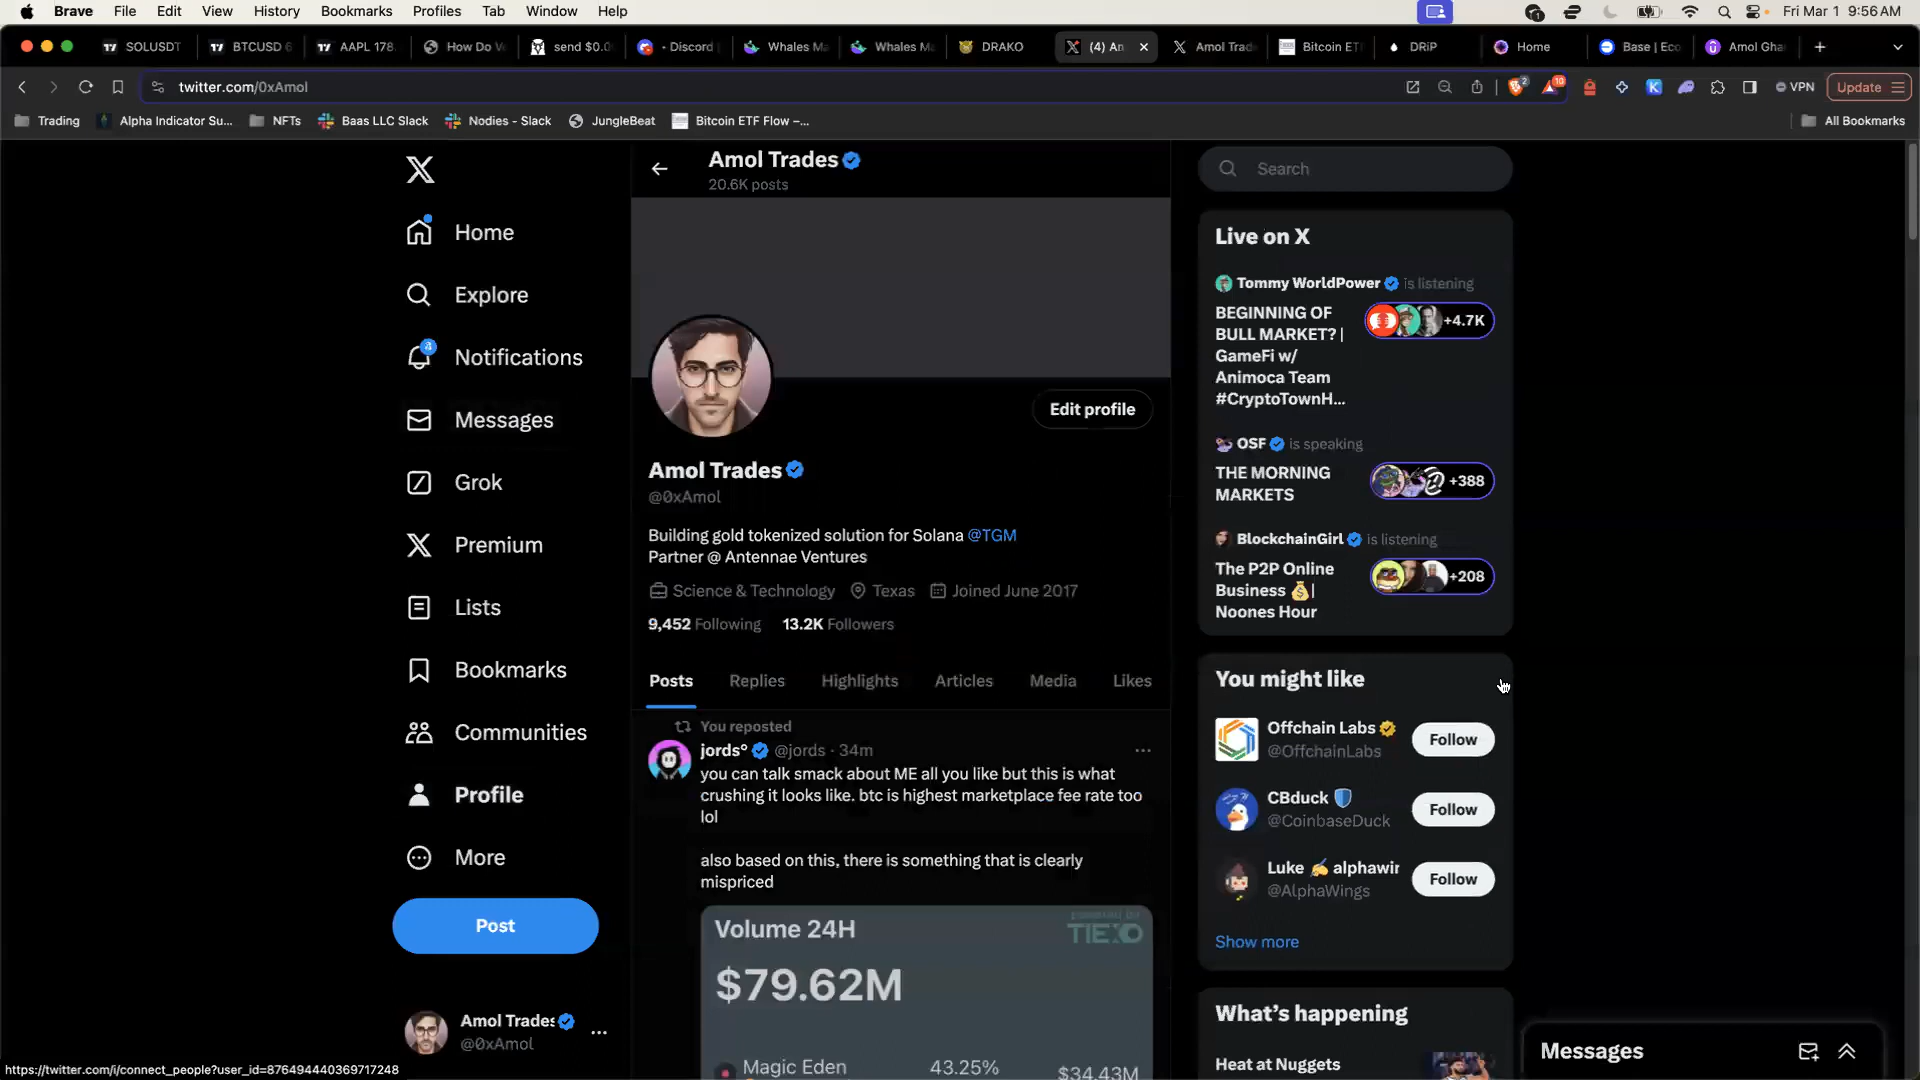 Brave File Edit View History Bookmarks Profiles Tab Window Help
Fri Mar 1 9:56 AM
SOLUSDT
BTCUSD 6
AAPL 178.
How Do V
send $0.0
- Discord
Whales Ma
Whales Ma
DRAKO
(4) An
Amol Trad
Bitcoin ET
DRiP
Home
Base | Eco
Amol Gha
twitter.com/0xAmol
2
10
VPN
Update
Trading
Alpha Indicator Su...
NFTs
Baas LLC Slack
Nodies - Slack
JungleBeat
Bitcoin ETF Flow –...
All Bookmarks
Home
Explore
4
Notifications
Messages
Grok
Premium
Lists
Bookmarks
Communities
Profile
More
Post
Amol Trades
@0xAmol
Amol Trades
20.6K posts
Edit profile
Amol Trades
@0xAmol
Building gold tokenized solution for Solana @TGM
Partner @ Antennae Ventures
Science & Technology Texas Joined June 2017
9,452 Following 13.2K Followers
Posts Replies Highlights Articles Media Likes
You reposted
jords° @jords · 34m
you can talk smack about ME all you like but this is what
crushing it looks like. btc is highest marketplace fee rate too
lol
also based on this, there is something that is clearly
mispriced
Volume 24H
powered by
TIEXO
$79.62M
Magic Eden 43.25% $34.43M
Search
Live on X
Tommy WorldPower is listening
BEGINNING OF
BULL MARKET? |
GameFi w/
Animoca Team
#CryptoTownH...
+4.7K
OSF is speaking
THE MORNING
MARKETS
+388
BlockchainGirl is listening
The P2P Online
Business 💰|
Noones Hour
+208
You might like
Offchain Labs
@OffchainLabs
Follow
CBduck 🛡️
@CoinbaseDuck
Follow
Luke ✍️ alphawin
@AlphaWings
Follow
Show more
What's happening
Heat at Nuggets
Messages
https://twitter.com/i/connect_people?user_id=876494440369717248